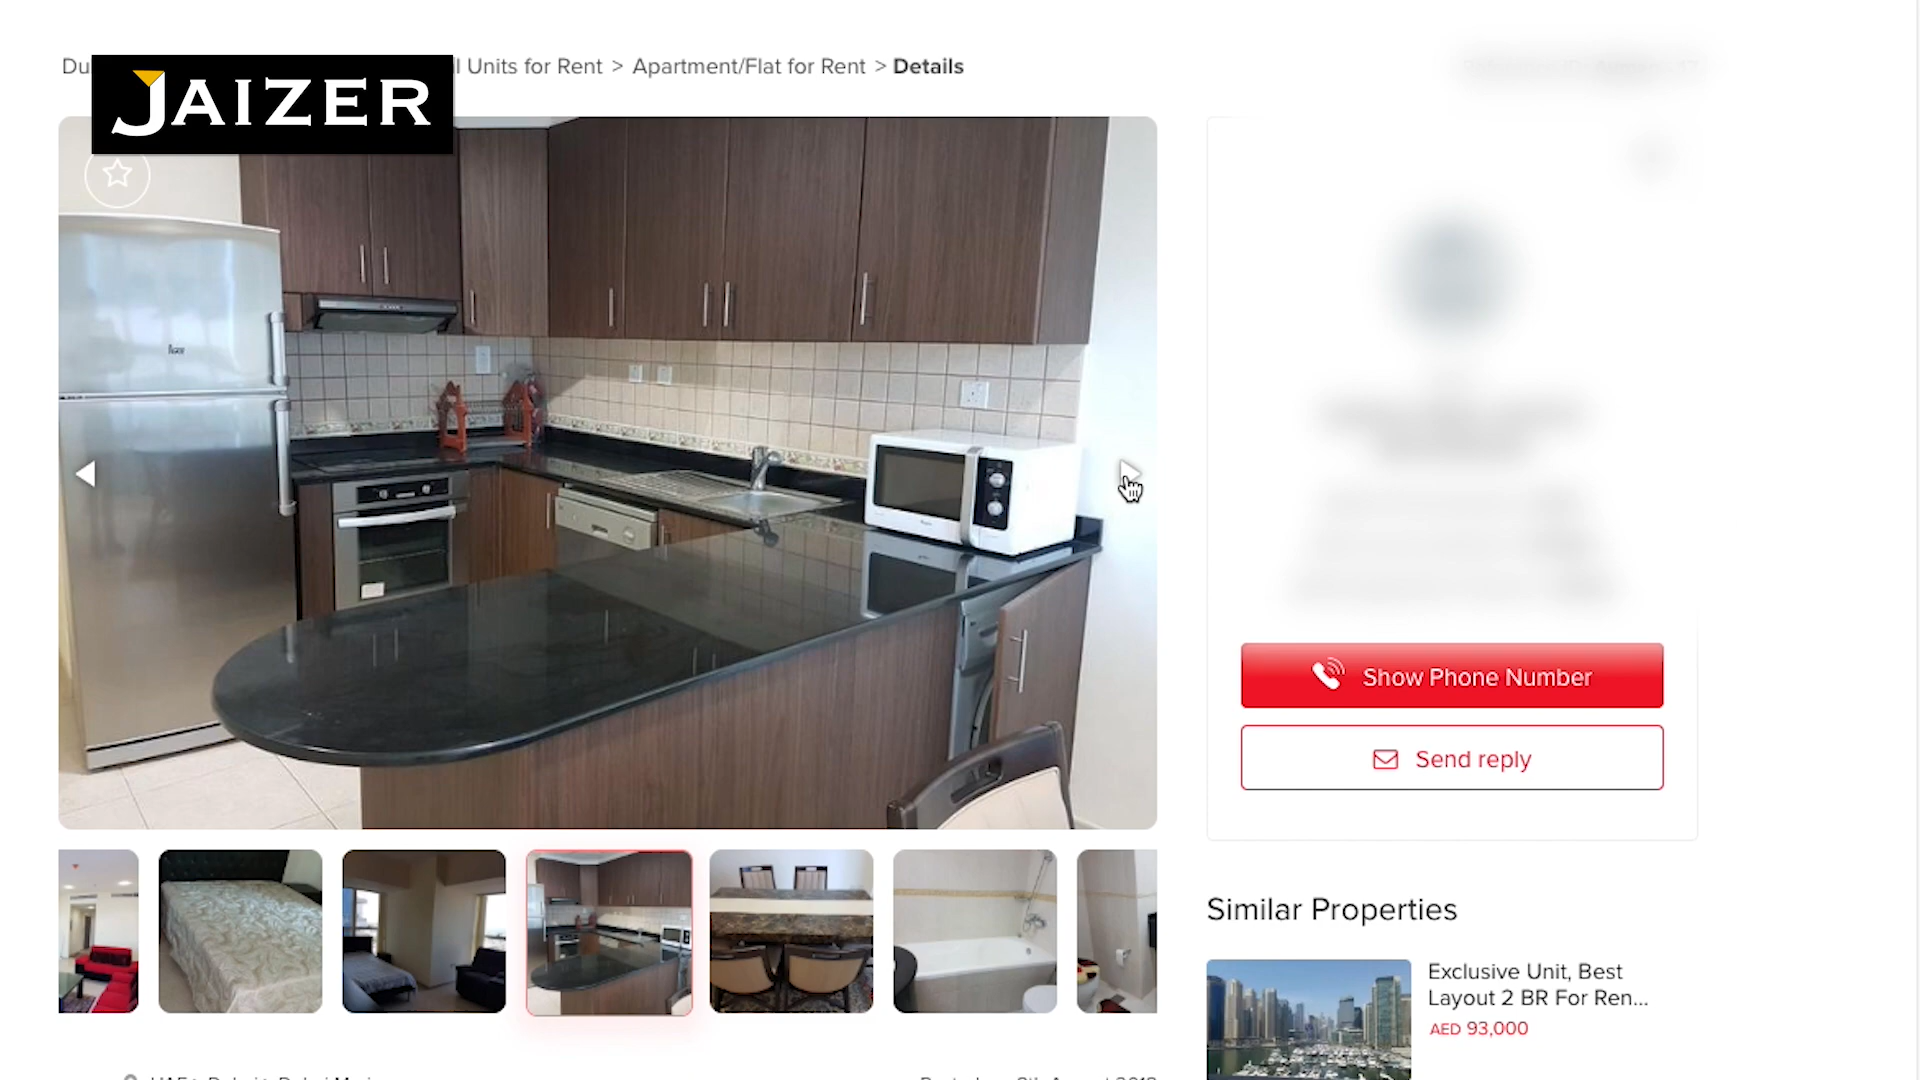 l Units for Rent > Apartment/Flat for Rent > Details
JAIZER
Show Phone Number
Send reply
Similar Properties
Exclusive Unit, Best
Layout 2 BR For Ren...
AED 93,000